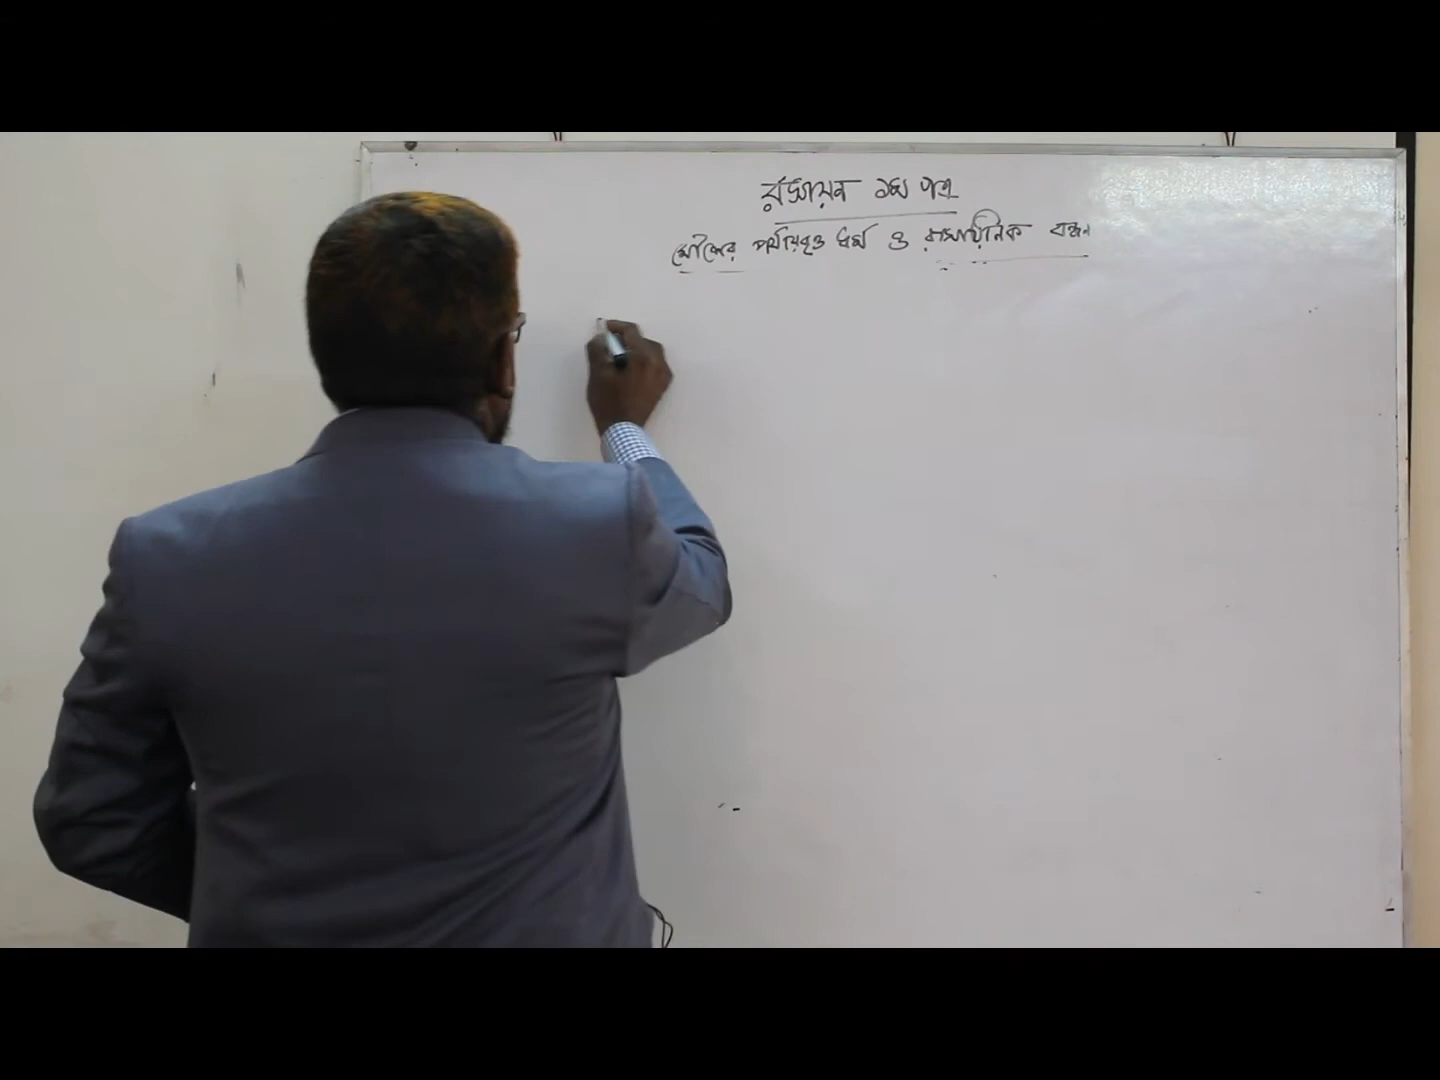 রসায়ন ১ম পত্র
মৌলের পর্যায়বৃত্ত ধর্ম ও রাসায়নিক বন্ধন